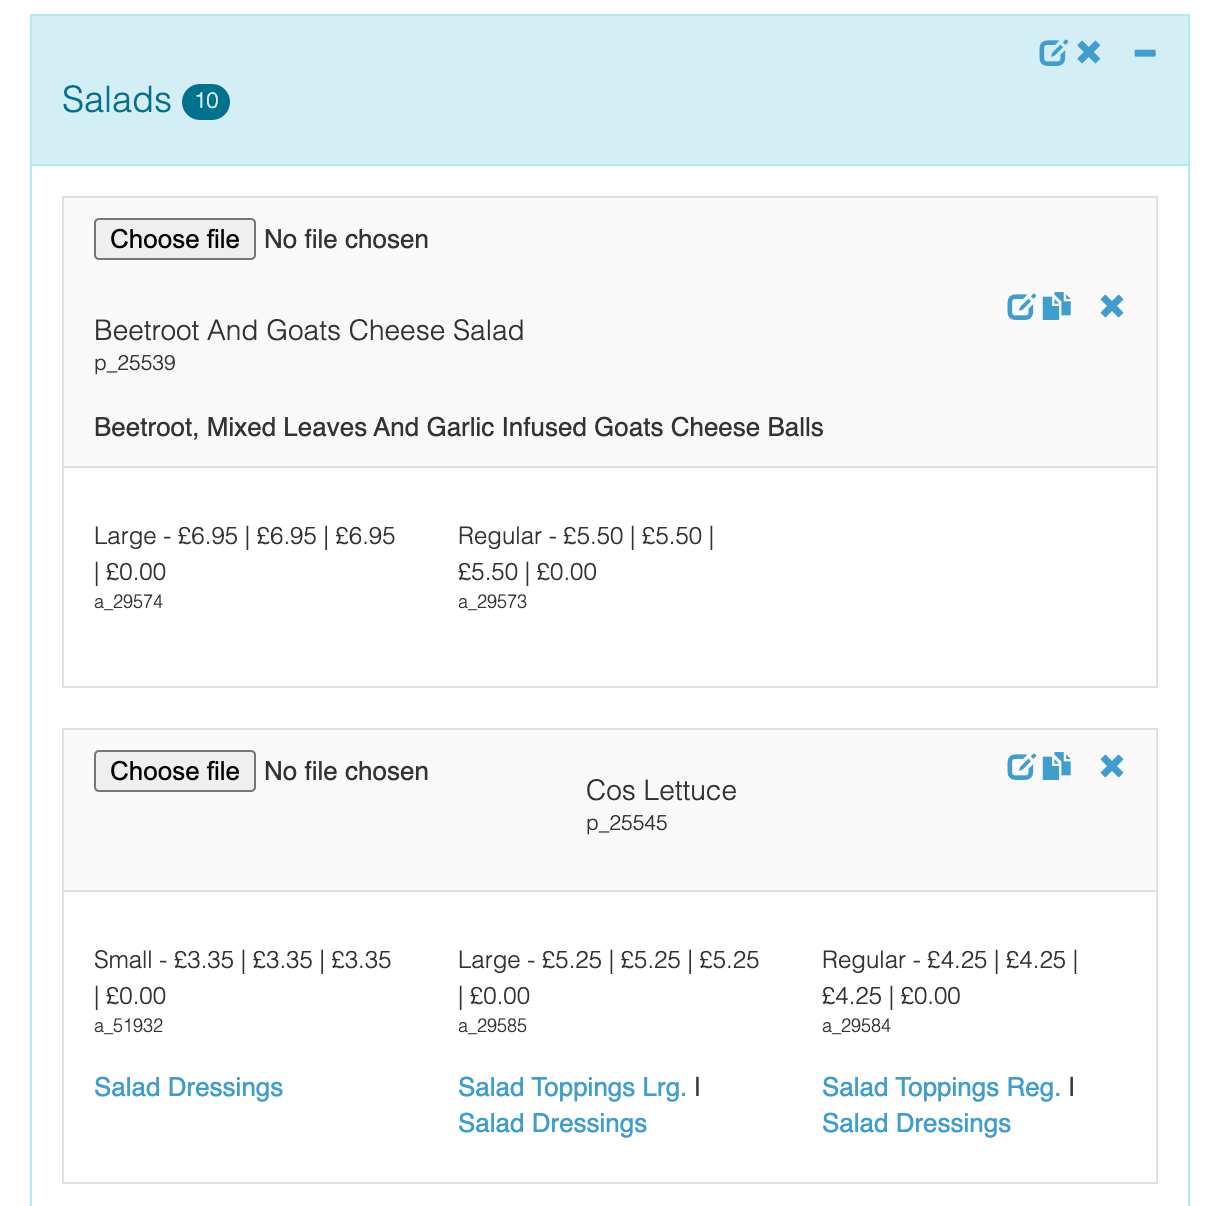 Salads 10
Choose file No file chosen
Beetroot And Goats Cheese Salad
p_25539
Beetroot, Mixed Leaves And Garlic Infused Goats Cheese Balls
Large - £6.95 | £6.95 | £6.95
| £0.00
a_29574
Regular - £5.50 | £5.50 |
£5.50 | £0.00
a_29573
Choose file No file chosen
Cos Lettuce
p_25545
Small - £3.35 | £3.35 | £3.35
| £0.00
a_51932
Salad Dressings
Large - £5.25 | £5.25 | £5.25
| £0.00
a_29585
Salad Toppings Lrg. |
Salad Dressings
Regular - £4.25 | £4.25 |
£4.25 | £0.00
a_29584
Salad Toppings Reg. |
Salad Dressings